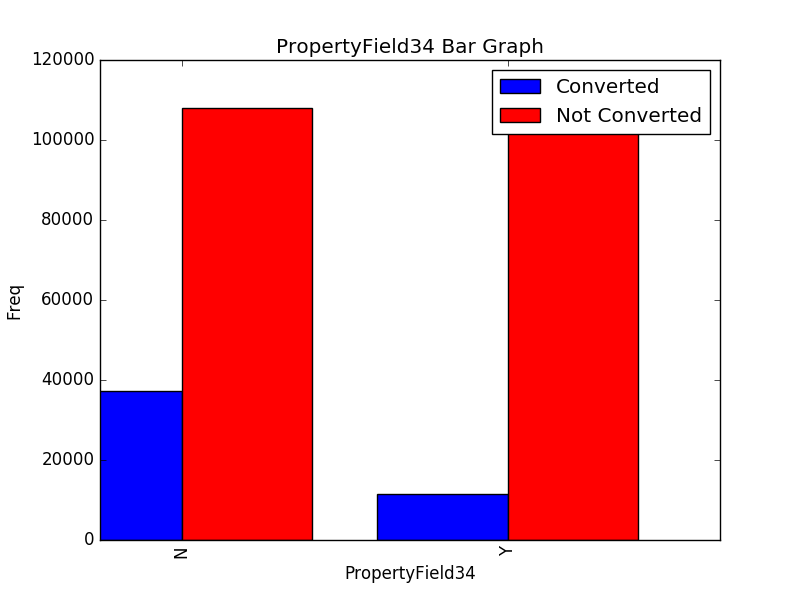 PropertyField34 Bar Graph
120000
100000
80000
60000
40000
20000
0
Freq
Converted
Not Converted
N
Y
PropertyField34